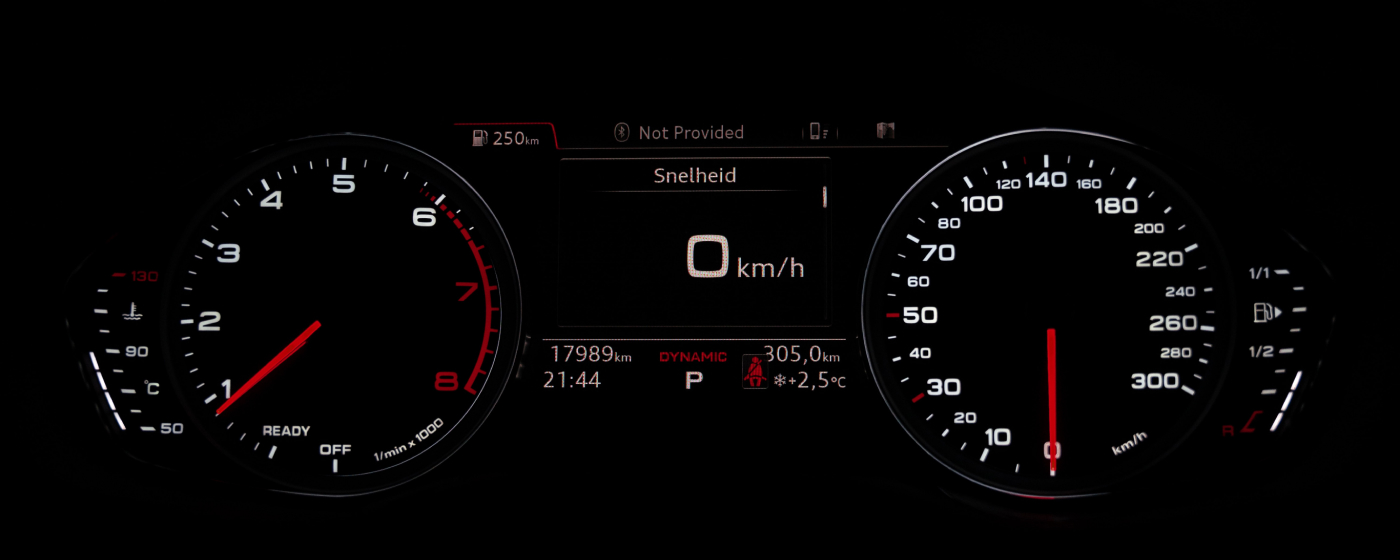 250km
Not Provided
Snelheid
0 km/h
17989km
DYNAMIC
305,0km
21:44
P
+2,5°C
130
90
°C
50
1
2
3
4
5
6
7
8
READY
OFF
1/min x 1000
0
10
20
30
40
50
60
70
80
100
120
140
160
180
200
220
240
260
280
300
km/h
1/1
1/2
R